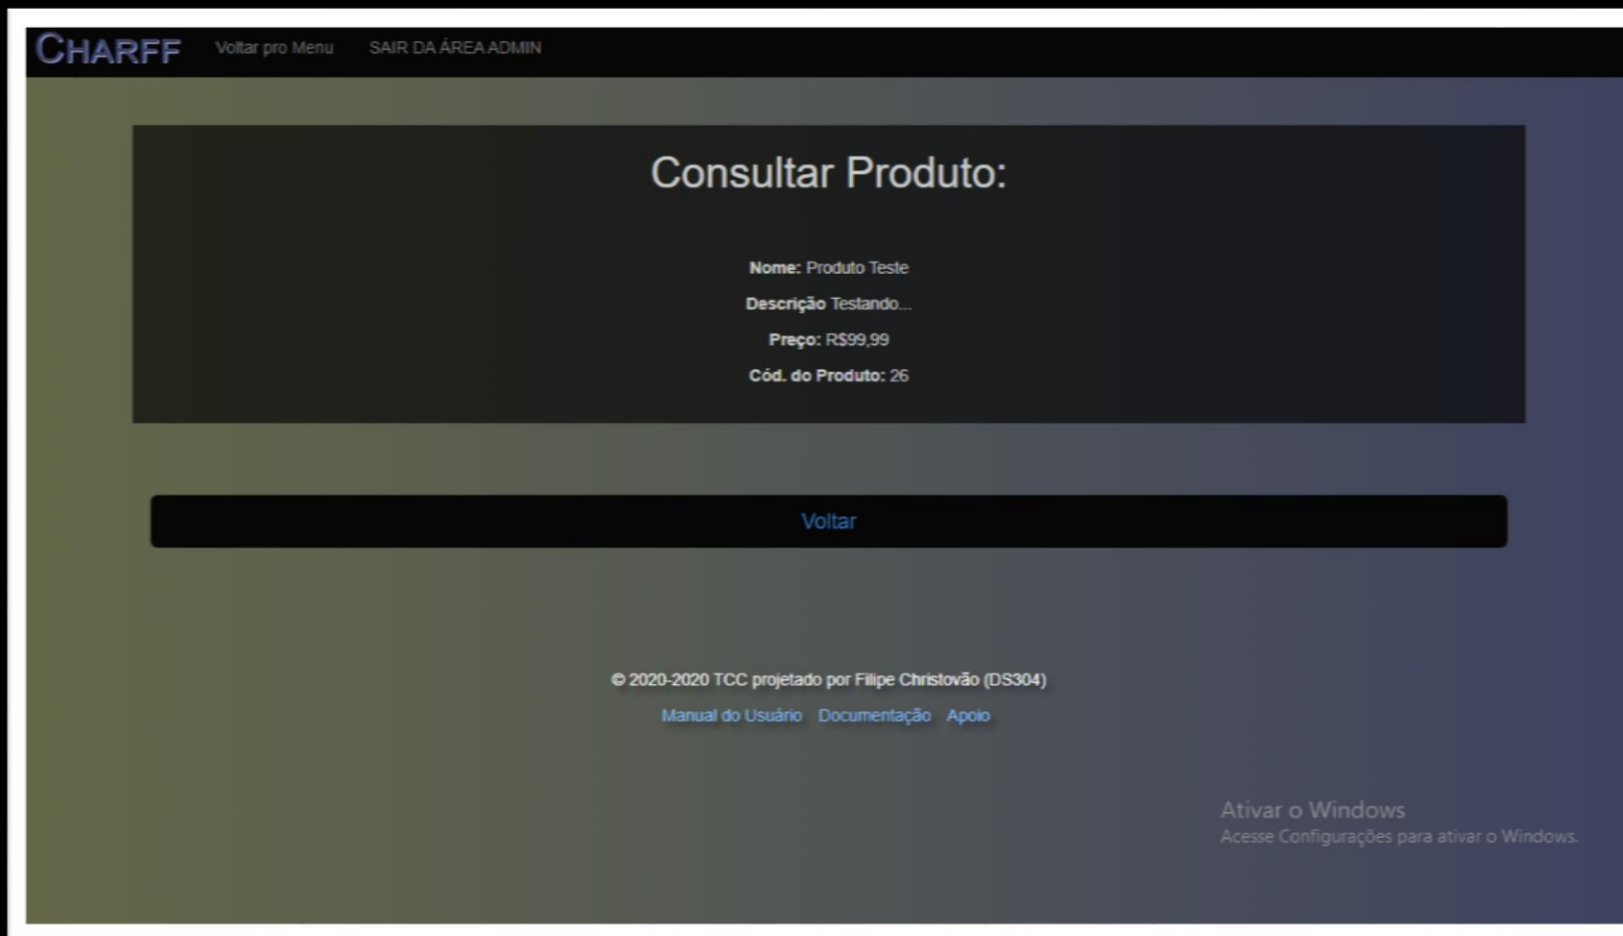 CHARFF Voltar pro Menu SAIR DA ÁREA ADMIN
Consultar Produto:
Nome: Produto Teste
Descrição Testando...
Preço: R$99,99
Cód. do Produto: 26
Voltar
© 2020-2020 TCC projetado por Filipe Christovão (DS304)
Manual do Usuário Documentação Apoio
Ativar o Windows
Acesse Configurações para ativar o Windows.